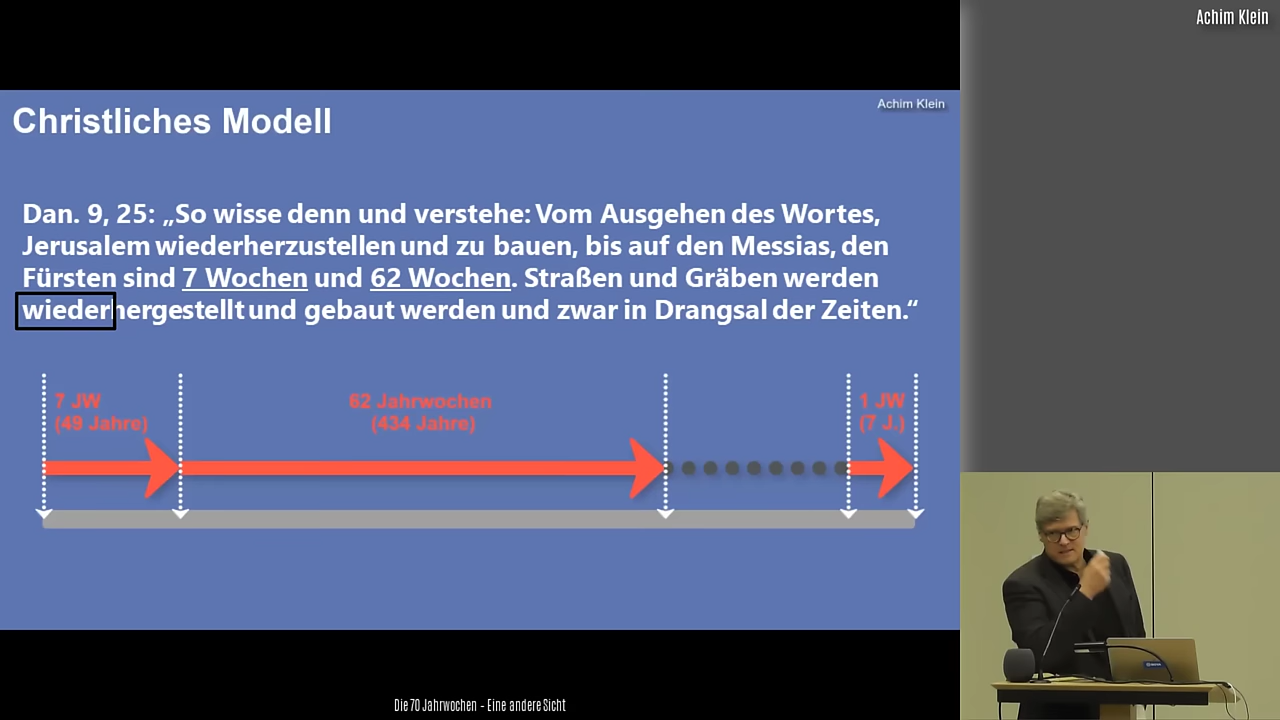 Achim Klein
Christliches Modell
Achim Klein
Dan. 9, 25: „So wisse denn und verstehe: Vom Ausgehen des Wortes,
Jerusalem wiederherzustellen und zu bauen, bis auf den Messias, den
Fürsten sind 7 Wochen und 62 Wochen. Straßen und Gräben werden
wiederhergestellt und gebaut werden und zwar in Drangsal der Zeiten.“
7 JW
(49 Jahre)
62 Jahrwochen
(434 Jahre)
1 JW
(7 J.)
Die 70 Jahrwochen - Eine andere Sicht